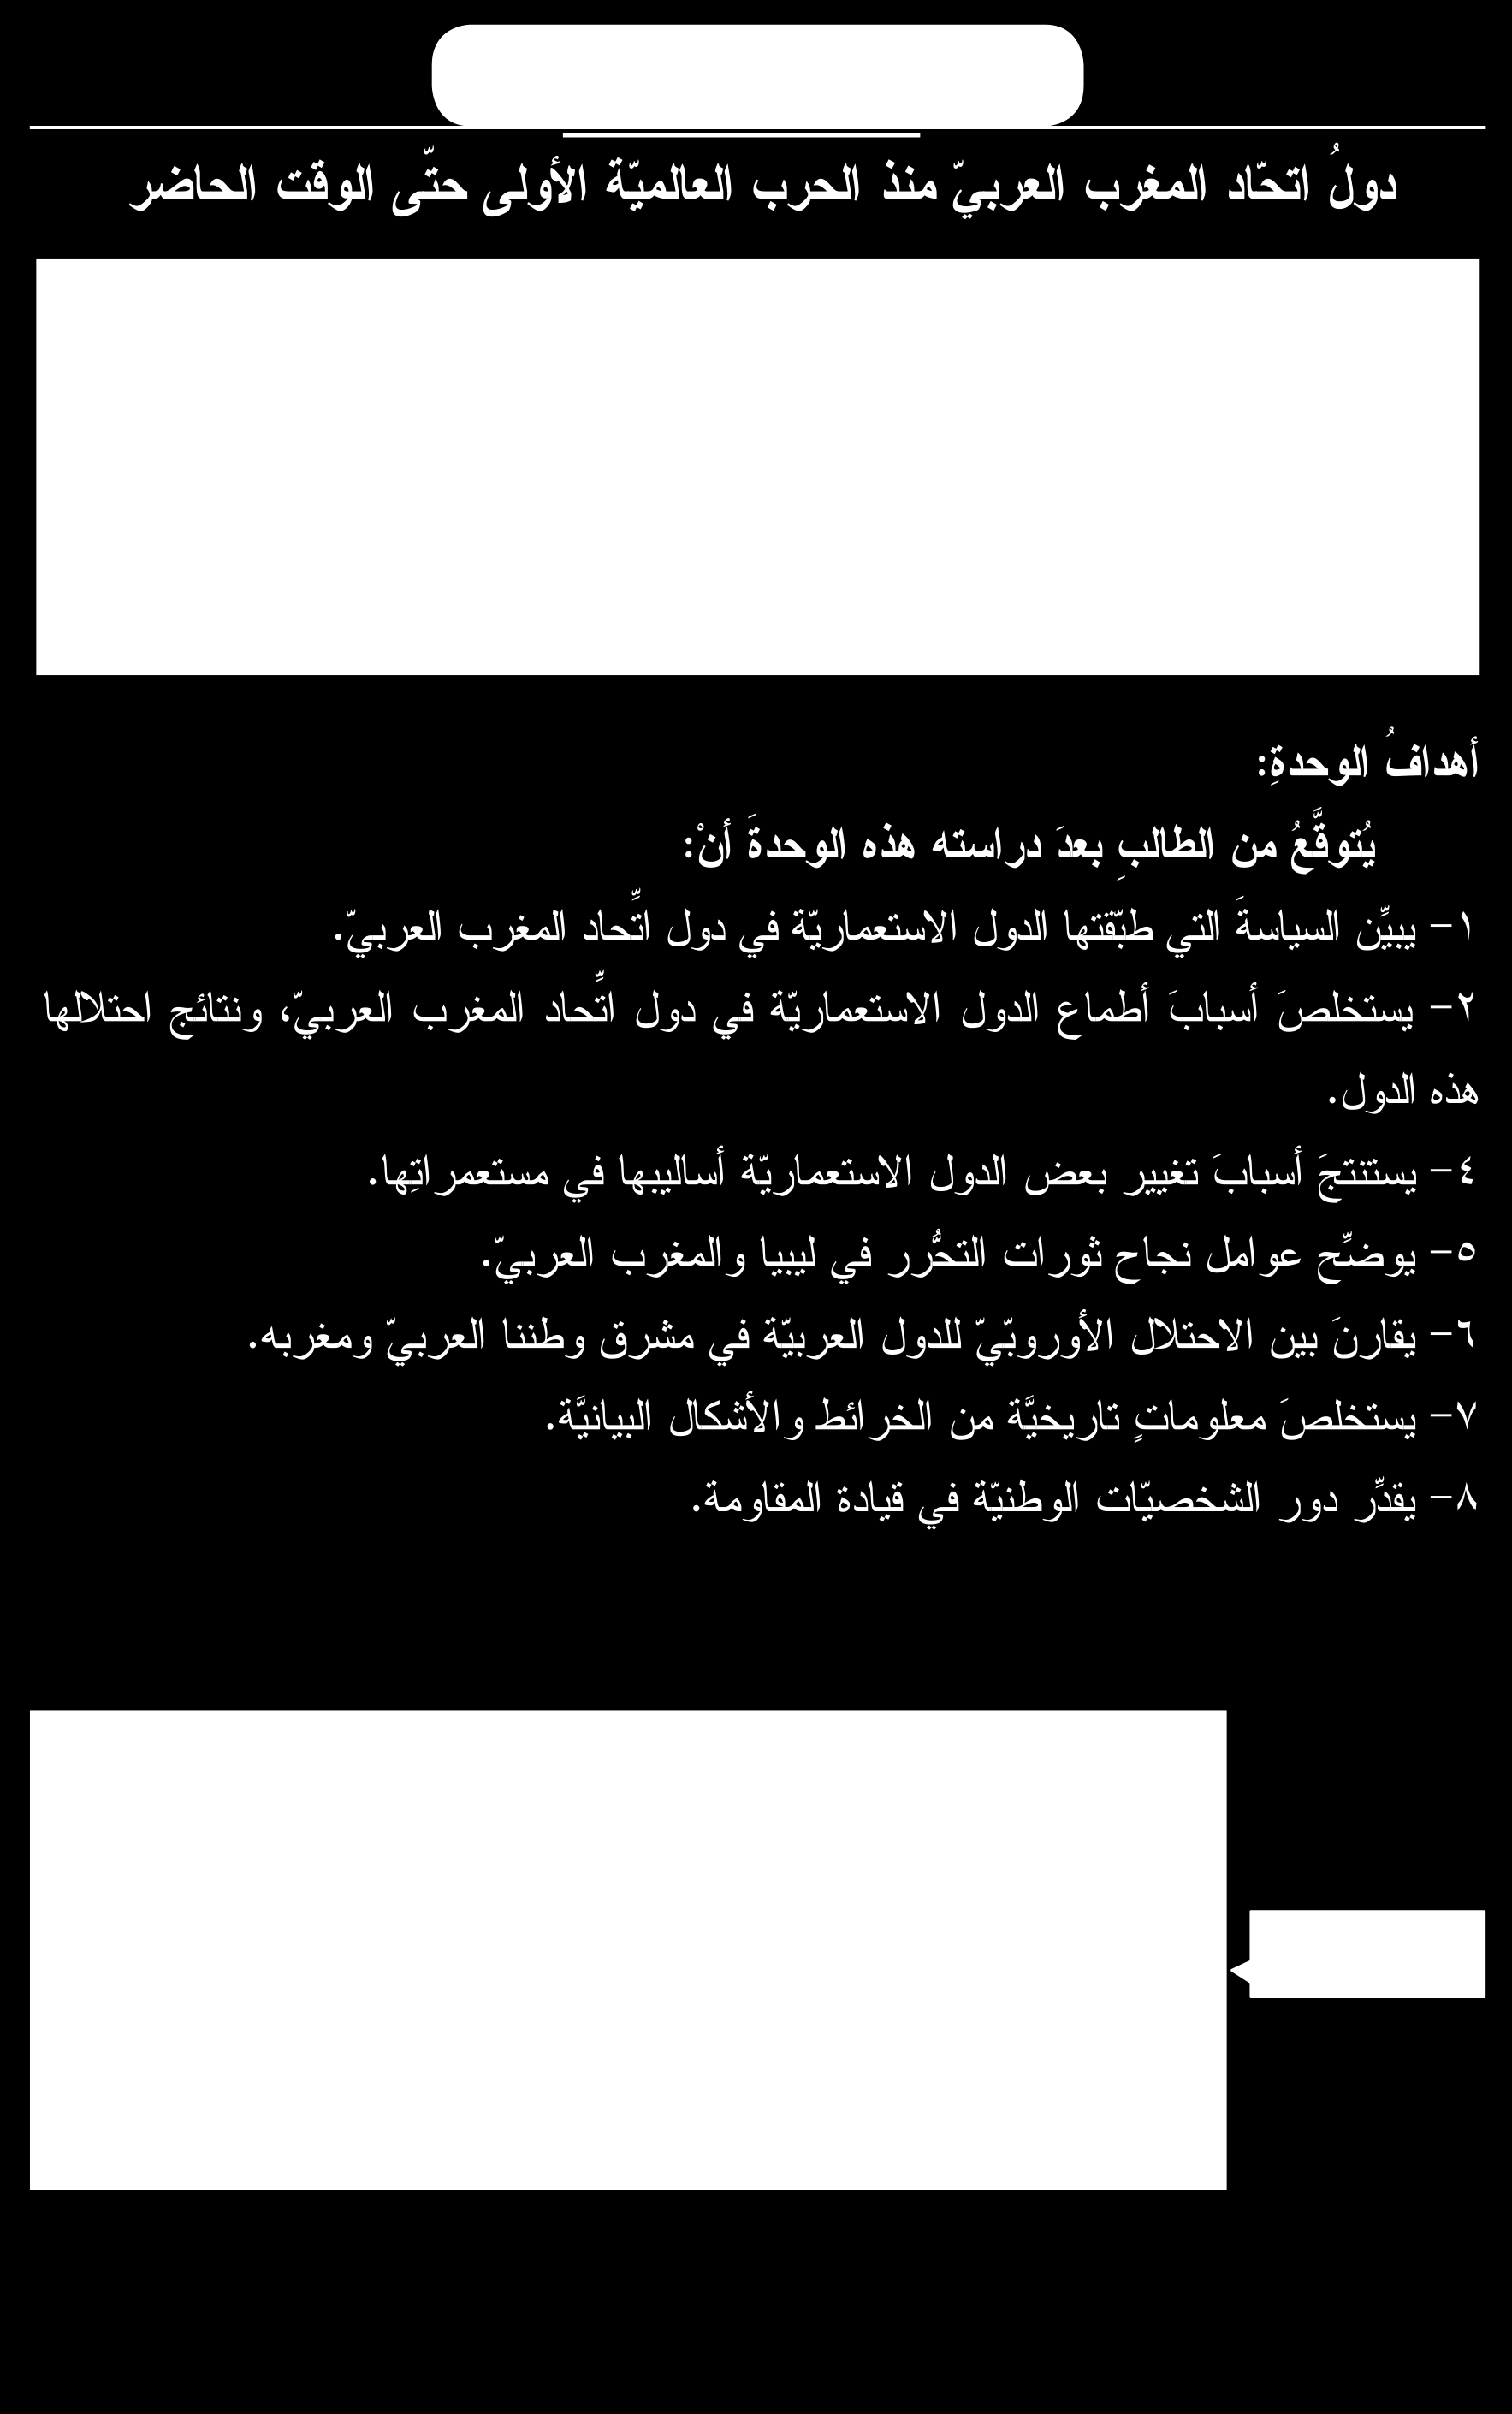 دولُ اتحّاد المغرب العربيّ منذ الحرب العالميّة الأولى حتّى الوقت الحاضر
أهدافُ الوحدةِ:
يُتوقَّعُ من الطالبِ بعدَ دراسته هذه الوحدةَ أنْ:
١- يبيِّن السياسةَ التي طبّقتها الدول الاستعماريّة في دول اتِّحاد المغرب العربيّ.
٢- يستخلصَ أسبابَ أطماع الدول الاستعماريّة في دول اتِّحاد المغرب العربيّ، ونتائج احتلالها
هذه الدول.
٤- يستنتجَ أسبابَ تغيير بعض الدول الاستعماريّة أساليبها في مستعمراتِها.
٥- يوضِّح عوامل نجاح ثورات التحرُّر في ليبيا والمغرب العربيّ.
٦- يقارنَ بين الاحتلال الأوروبّيّ للدول العربيّة في مشرق وطننا العربيّ ومغربه.
٧- يستخلصَ معلوماتٍ تاريخيَّة من الخرائط والأشكال البيانيَّة.
٨- يقدِّر دور الشخصيّات الوطنيّة في قيادة المقاومة.